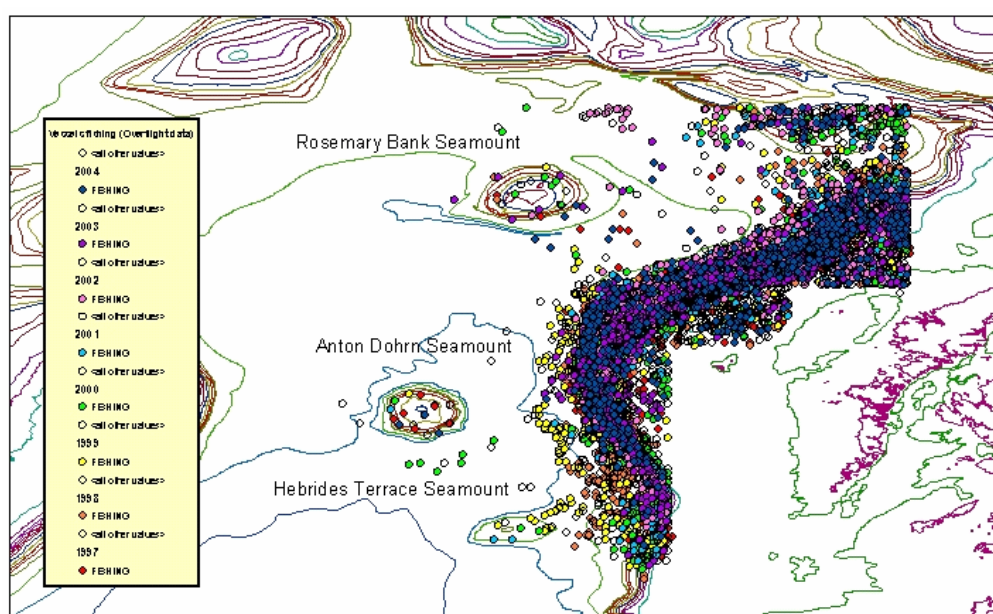 Vessels fishing (Overflight data)
<all other values>
2004
FISHING
<all other values>
2003
FISHING
<all other values>
2002
FISHING
<all other values>
2001
FISHING
<all other values>
2000
FISHING
<all other values>
1999
FISHING
<all other values>
1998
FISHING
<all other values>
1997
FISHING
Rosemary Bank Seamount
Anton Dohrn Seamount
Hebrides Terrace Seamount